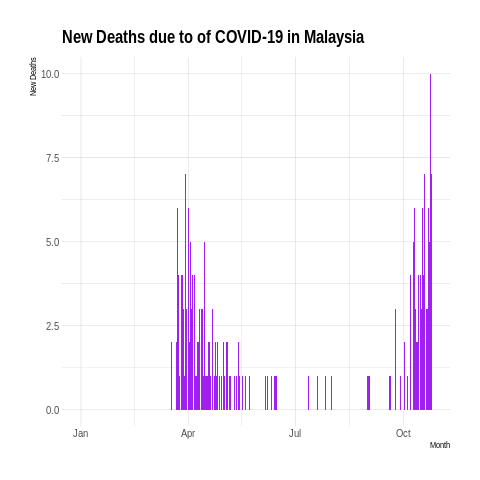 New Deaths due to of COVID-19 in Malaysia
New Deaths
10.0
7.5
5.0
2.5
0.0
Jan Apr Jul Oct
Month